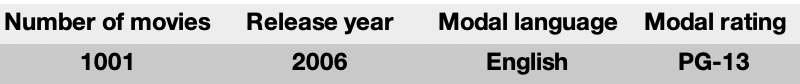 Number of movies Release year Modal language Modal rating
1001 2006 English PG-13